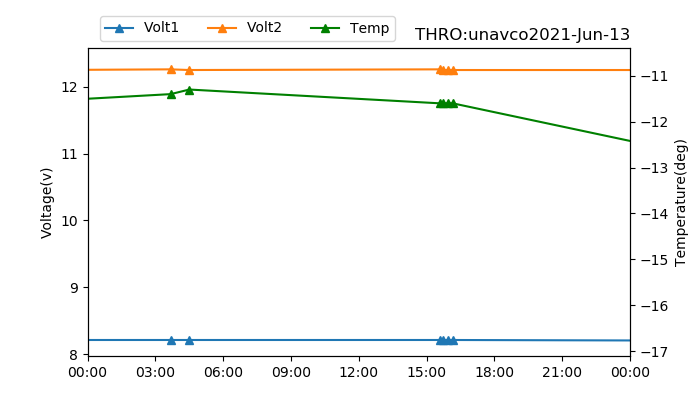 Volt1 Volt2 Temp
THRO:unavco2021-Jun-13
12
11
10
9
8
Voltage(v)
−11
−12
−13
−14
−15
−16
−17
Temperature(deg)
00:00 03:00 06:00 09:00 12:00 15:00 18:00 21:00 00:00